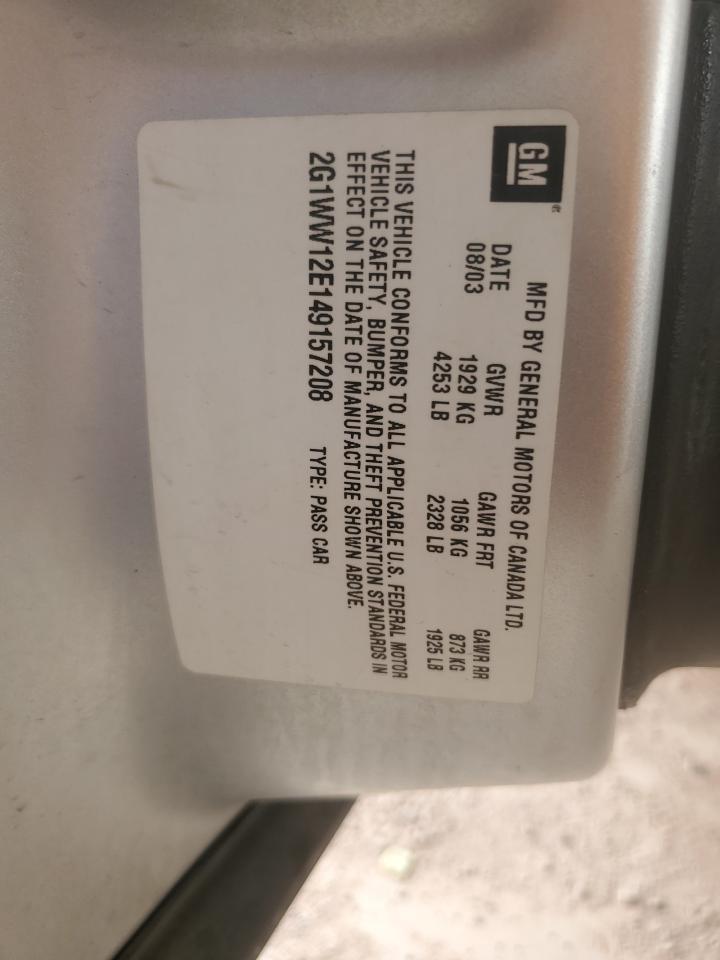 GM
MFD BY GENERAL MOTORS OF CANADA LTD.
DATE GVWR GAWR FRT GAWR RR
08/03 1929 KG 1056 KG 873 KG
4253 LB 2328 LB 1925 LB
THIS VEHICLE CONFORMS TO ALL APPLICABLE U.S. FEDERAL MOTOR
VEHICLE SAFETY, BUMPER, AND THEFT PREVENTION STANDARDS IN
EFFECT ON THE DATE OF MANUFACTURE SHOWN ABOVE.
2G1WW12E149157208 TYPE: PASS CAR